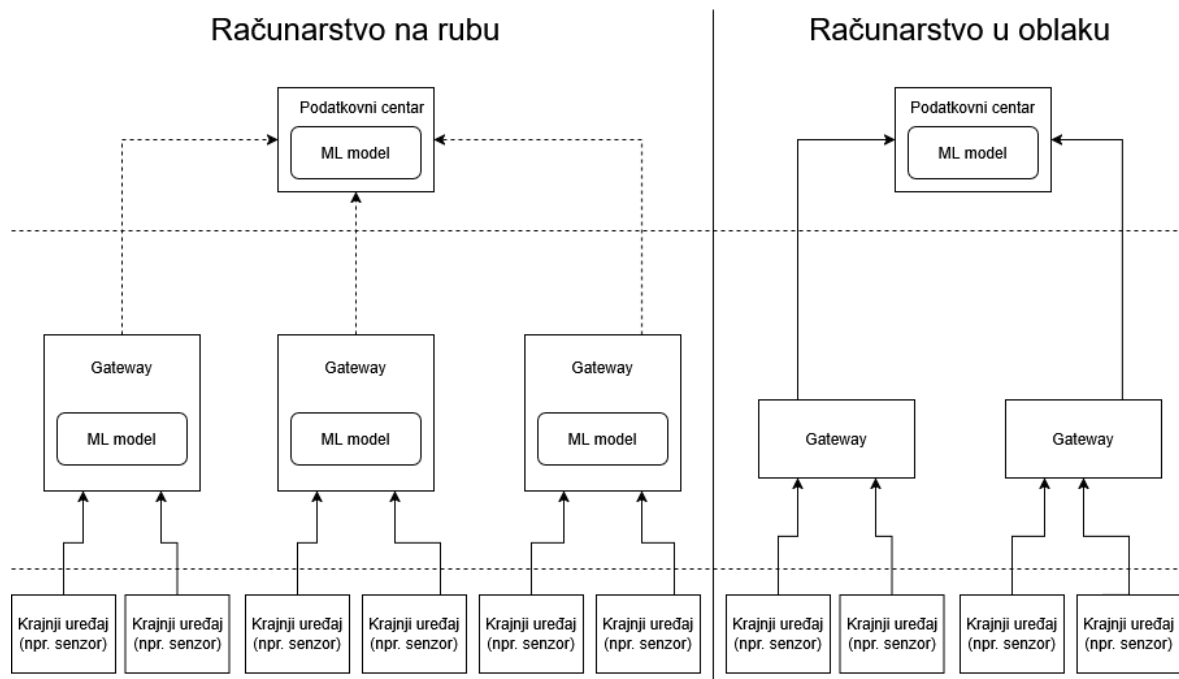 Računarstvo na rubu
Računarstvo u oblaku
Podatkovni centar
ML model
Podatkovni centar
ML model
Gateway
ML model
Gateway
ML model
Gateway
ML model
Gateway
Gateway
Krajnji uređaj
(npr. senzor)
Krajnji uređaj
(npr. senzor)
Krajnji uređaj
(npr. senzor)
Krajnji uređaj
(npr. senzor)
Krajnji uređaj
(npr. senzor)
Krajnji uređaj
(npr. senzor)
Krajnji uređaj
(npr. senzor)
Krajnji uređaj
(npr. senzor)
Krajnji uređaj
(npr. senzor)
Krajnji uređaj
(npr. senzor)